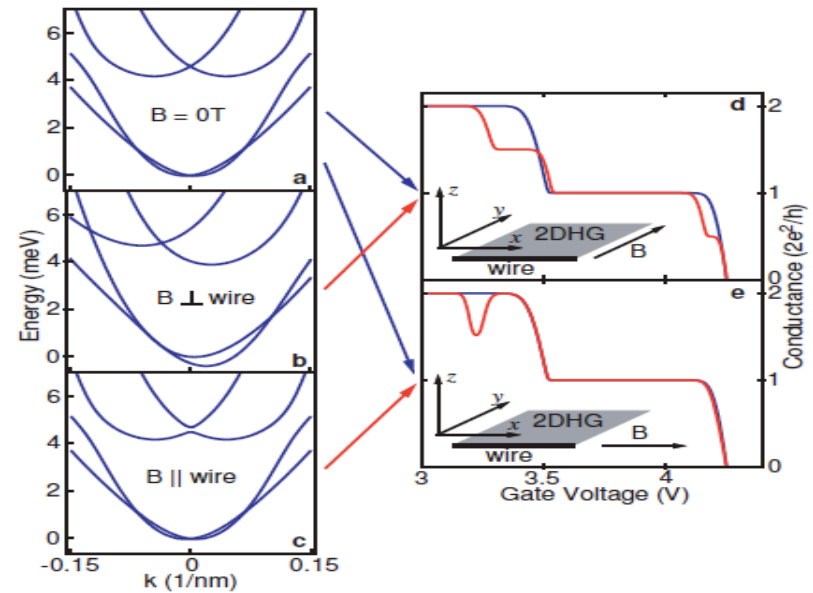 6
4
2
0
B = 0T
a
6
4
2
0
B ⊥ wire
b
6
4
2
0
B || wire
c
-0.15
0
0.15
k (1/nm)
Energy (meV)
d
2
1
0
z
y
x
2DHG
wire
B
e
2
1
0
z
y
x
2DHG
wire
B
3
3.5
4
Gate Voltage (V)
Conductance (2e²/h)